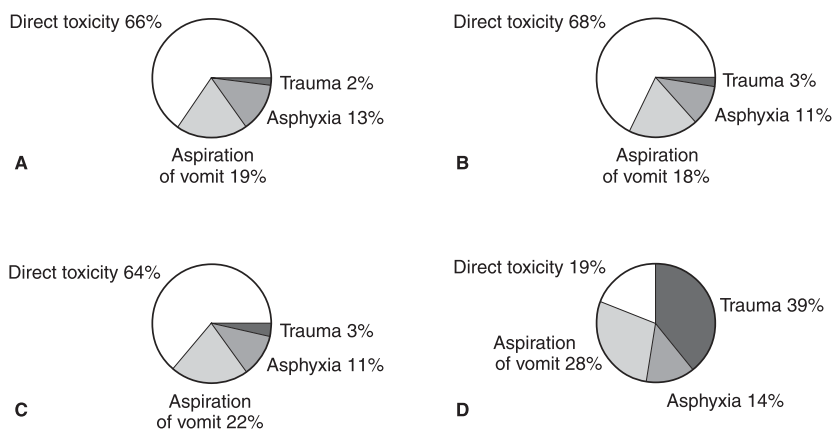 Direct toxicity 66%
Trauma 2%
Asphyxia 13%
Aspiration
of vomit 19%
A
Direct toxicity 68%
Trauma 3%
Asphyxia 11%
Aspiration
of vomit 18%
B
Direct toxicity 64%
Trauma 3%
Asphyxia 11%
Aspiration
of vomit 22%
C
Direct toxicity 19%
Trauma 39%
Aspiration
of vomit 28%
Asphyxia 14%
D